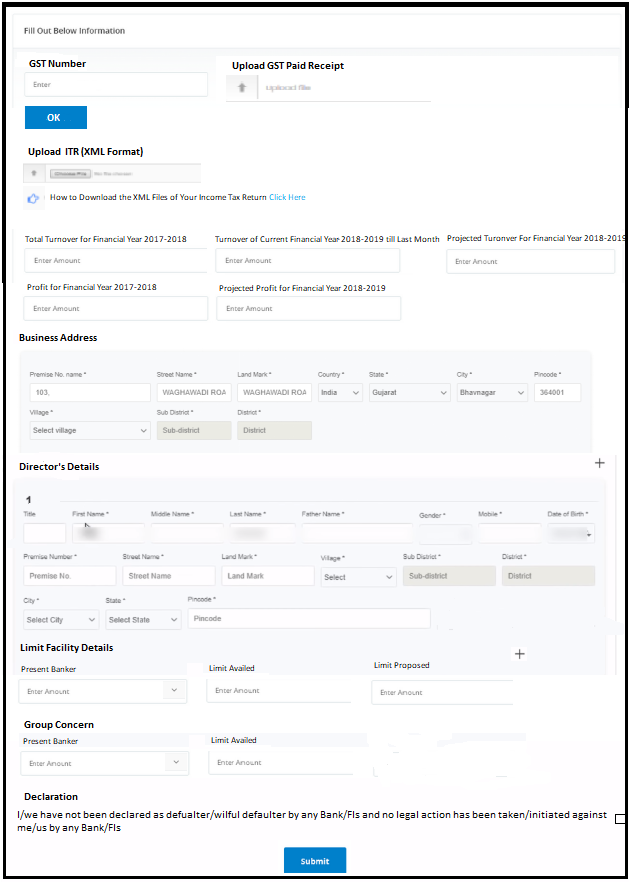 Fill Out Below Information
GST Number
Upload GST Paid Receipt
Enter
Upload file
OK
Upload ITR (XML Format)
Choose File No file chosen
How to Download the XML Files of Your Income Tax Return Click Here
Total Turnover for Financial Year 2017-2018
Turnover of Current Financial Year 2018-2019 till Last Month
Projected Turonver For Financial Year 2018-2019
Enter Amount
Enter Amount
Enter Amount
Profit for Financial Year 2017-2018
Projected Profit for Financial Year 2018-2019
Enter Amount
Enter Amount
Business Address
Premise No. name * Street Name * Land Mark * Country * State * City * Pincode *
103, WAGHAWADI ROA WAGHAWADI ROA India Gujarat Bhavnagar 364001
Village * Sub District * District *
Select village Sub-district District
Director's Details +
1
Title First Name * Middle Name * Last Name * Father Name * Gender * Mobile * Date of Birth *
Premise Number * Street Name * Land Mark * Village * Sub District * District *
Premise No. Street Name Land Mark Select Sub-district District
City * State * Pincode *
Select City Select State Pincode
Limit Facility Details +
Present Banker Limit Availed Limit Proposed
Enter Amount Enter Amount Enter Amount
Group Concern
Present Banker Limit Availed
Enter Amount Enter Amount
Declaration
I/we have not been declared as defualter/wilful defaulter by any Bank/FIs and no legal action has been taken/initiated against
me/us by any Bank/FIs
Submit